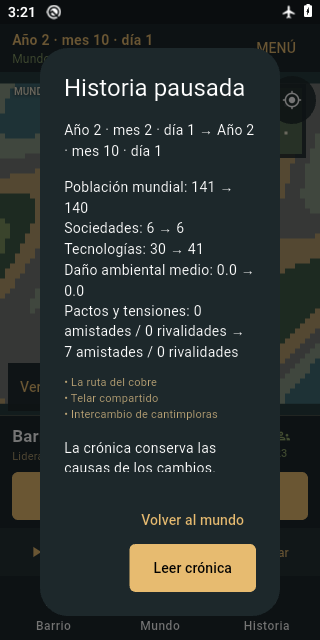 3:21
Año 2 · mes 10 · día 1
MENÚ
Historia pausada
Año 2 · mes 2 · día 1 → Año 2
· mes 10 · día 1
Población mundial: 141 →
140
Sociedades: 6 → 6
Tecnologías: 30 → 41
Daño ambiental medio: 0.0 →
0.0
Pactos y tensiones: 0
amistades / 0 rivalidades →
7 amistades / 0 rivalidades
• La ruta del cobre
• Telar compartido
• Intercambio de cantimploras
La crónica conserva las
causas de los cambios.
Volver al mundo
Leer crónica
Barrio
Mundo
Historia